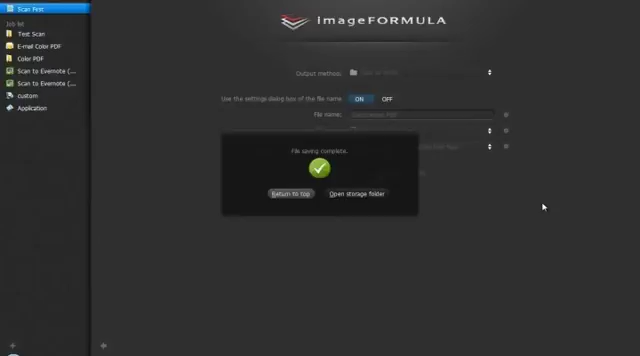 Scan First
Job list
Test Scan
E-mail Color PDF
Color PDF
Scan to Evernote (...
Scan to Evernote (...
custom
Application
imageFORMULA
Output method:
Use the settings dialog box of the file name
ON
OFF
File name:
File saving complete.
Return to top
Open storage folder